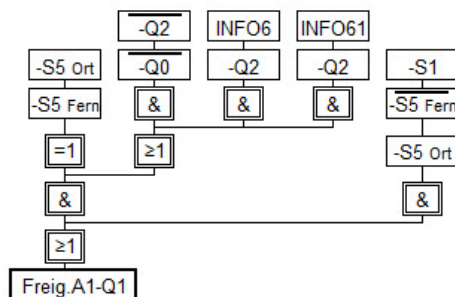 -Q2 INFO6 INFO61
-S5 Ort -Q0 -Q2 -Q2 -S1
-S5 Fern & & & -S5 Fern
=1 ≥1 -S5 Ort
& &
≥1
Freig.A1-Q1